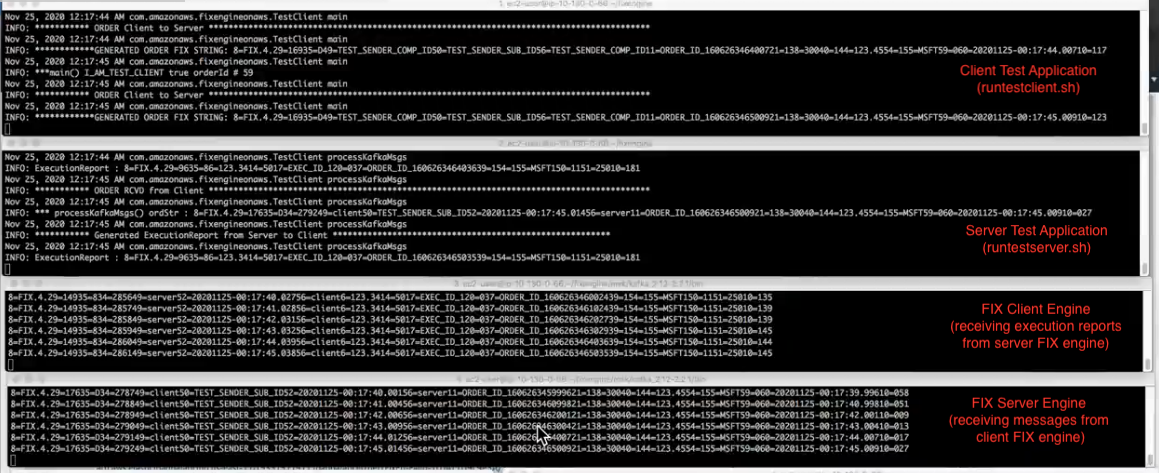 Nov 25, 2020 12:17:44 AM com.amazonaws.fixengineonaws.TestClient main
INFO: *********** ORDER Client to Server *******************************************************************************
Nov 25, 2020 12:17:44 AM com.amazonaws.fixengineonaws.TestClient main
INFO: ************GENERATED ORDER FIX STRING: 8=FIX.4.29=16935=D49=TEST_SENDER_COMP_ID50=TEST_SENDER_SUB_ID56=TEST_SENDER_COMP_ID11=ORDER_ID_160626346400721=138=30040=144=123.4554=155=MSFT59=060=20201125-00:17:44.00710=117
Nov 25, 2020 12:17:45 AM com.amazonaws.fixengineonaws.TestClient main
INFO: ***main() I_AM_TEST_CLIENT true orderId # 59
Nov 25, 2020 12:17:45 AM com.amazonaws.fixengineonaws.TestClient main
INFO: *********** ORDER Client to Server *******************************************************************************
Nov 25, 2020 12:17:45 AM com.amazonaws.fixengineonaws.TestClient main
INFO: ************GENERATED ORDER FIX STRING: 8=FIX.4.29=16935=D49=TEST_SENDER_COMP_ID50=TEST_SENDER_SUB_ID56=TEST_SENDER_COMP_ID11=ORDER_ID_160626346500921=138=30040=144=123.4554=155=MSFT59=060=20201125-00:17:45.00910=123
Client Test Application
(runtestclient.sh)
Nov 25, 2020 12:17:44 AM com.amazonaws.fixengineonaws.TestClient processKafkaMsgs
INFO: ExecutionReport : 8=FIX.4.29=9635=86=123.3414=5017=EXEC_ID_120=037=ORDER_ID_160626346403639=154=155=MSFT150=1151=25010=181
Nov 25, 2020 12:17:45 AM com.amazonaws.fixengineonaws.TestClient processKafkaMsgs
INFO: *********** ORDER RCVD from Client *******************************************************************************
Nov 25, 2020 12:17:45 AM com.amazonaws.fixengineonaws.TestClient processKafkaMsgs
INFO: *** processKafkaMsgs() ordStr : 8=FIX.4.29=17635=D34=279249=client50=TEST_SENDER_SUB_ID52=20201125-00:17:45.01456=server11=ORDER_ID_160626346500921=138=30040=144=123.4554=155=MSFT59=060=20201125-00:17:45.00910=027
Nov 25, 2020 12:17:45 AM com.amazonaws.fixengineonaws.TestClient processKafkaMsgs
INFO: *********** Generated ExecutionReport from Server to Client **************************************************
Nov 25, 2020 12:17:45 AM com.amazonaws.fixengineonaws.TestClient processKafkaMsgs
INFO: ExecutionReport : 8=FIX.4.29=9635=86=123.3414=5017=EXEC_ID_120=037=ORDER_ID_160626346503539=154=155=MSFT150=1151=25010=181
Server Test Application
(runtestserver.sh)
8=FIX.4.29=14935=834=285649=server52=20201125-00:17:40.02756=client6=123.3414=5017=EXEC_ID_120=037=ORDER_ID_160626346002439=154=155=MSFT150=1151=25010=135
8=FIX.4.29=14935=834=285749=server52=20201125-00:17:41.02856=client6=123.3414=5017=EXEC_ID_120=037=ORDER_ID_160626346102439=154=155=MSFT150=1151=25010=139
8=FIX.4.29=14935=834=285849=server52=20201125-00:17:42.03156=client6=123.3414=5017=EXEC_ID_120=037=ORDER_ID_160626346202739=154=155=MSFT150=1151=25010=139
8=FIX.4.29=14935=834=285949=server52=20201125-00:17:43.03256=client6=123.3414=5017=EXEC_ID_120=037=ORDER_ID_160626346302939=154=155=MSFT150=1151=25010=145
8=FIX.4.29=14935=834=286049=server52=20201125-00:17:44.03956=client6=123.3414=5017=EXEC_ID_120=037=ORDER_ID_160626346403639=154=155=MSFT150=1151=25010=144
8=FIX.4.29=14935=834=286149=server52=20201125-00:17:45.03856=client6=123.3414=5017=EXEC_ID_120=037=ORDER_ID_160626346503539=154=155=MSFT150=1151=25010=145
FIX Client Engine
(receiving execution reports
from server FIX engine)
8=FIX.4.29=17635=D34=278749=client50=TEST_SENDER_SUB_ID52=20201125-00:17:40.00156=server11=ORDER_ID_160626345999621=138=30040=144=123.4554=155=MSFT59=060=20201125-00:17:39.99610=058
8=FIX.4.29=17635=D34=278849=client50=TEST_SENDER_SUB_ID52=20201125-00:17:41.00456=server11=ORDER_ID_160626346099821=138=30040=144=123.4554=155=MSFT59=060=20201125-00:17:40.99810=051
8=FIX.4.29=17635=D34=278949=client50=TEST_SENDER_SUB_ID52=20201125-00:17:42.00656=server11=ORDER_ID_160626346200121=138=30040=144=123.4554=155=MSFT59=060=20201125-00:17:42.00110=009
8=FIX.4.29=17635=D34=279049=client50=TEST_SENDER_SUB_ID52=20201125-00:17:43.00956=server11=ORDER_ID_160626346300421=138=30040=144=123.4554=155=MSFT59=060=20201125-00:17:43.00410=013
8=FIX.4.29=17635=D34=279149=client50=TEST_SENDER_SUB_ID52=20201125-00:17:44.01256=server11=ORDER_ID_160626346400721=138=30040=144=123.4554=155=MSFT59=060=20201125-00:17:44.00710=017
8=FIX.4.29=17635=D34=279249=client50=TEST_SENDER_SUB_ID52=20201125-00:17:45.01456=server11=ORDER_ID_160626346500921=138=30040=144=123.4554=155=MSFT59=060=20201125-00:17:45.00910=027
FIX Server Engine
(receiving messages from
client FIX engine)